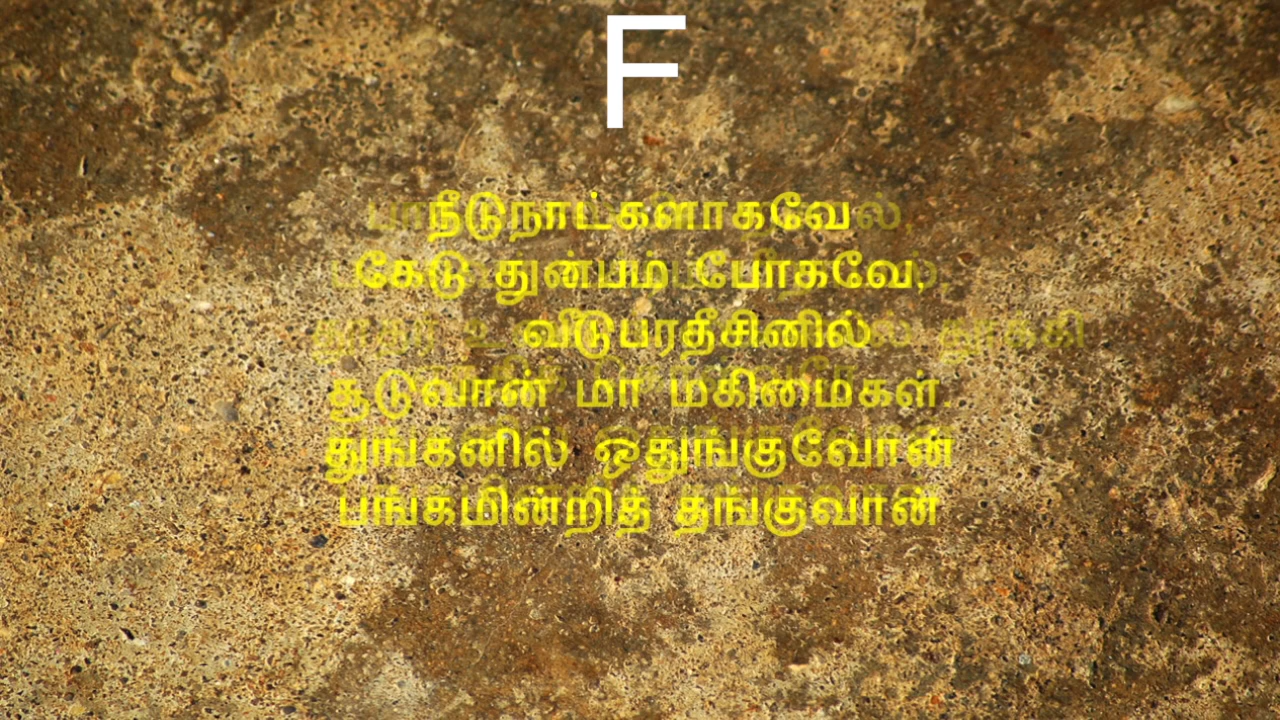 F
நீடுநாட்களாகவே
கேடு துன்பம் போகவே,
வீடுபரதீசினில்
சூடுவான் மா மகிமைகள்.
துங்கனில் ஒதுங்குவோன்
பங்கமின்றித் தங்குவான்